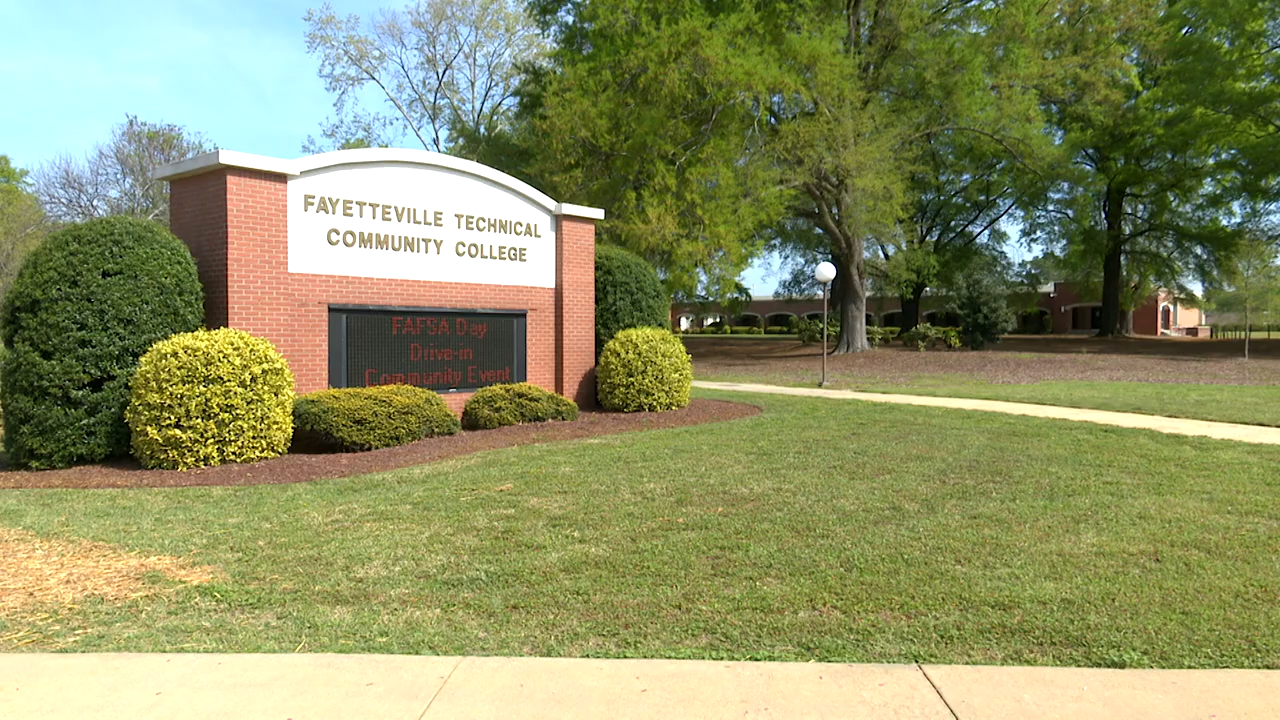 FAYETTEVILLE TECHNICAL
COMMUNITY COLLEGE
FAFSA Day
Drive-in
Community Event